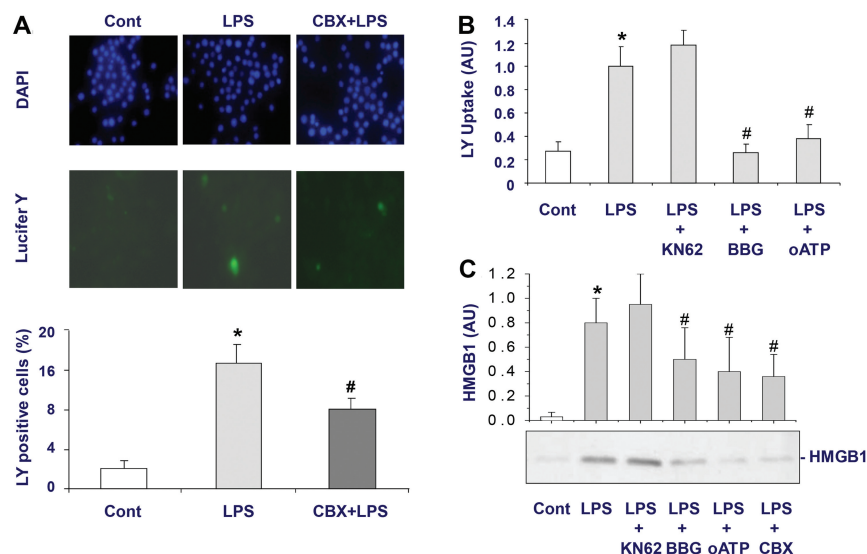 A
Cont LPS CBX+LPS
DAPI
Lucifer Y
LY positive cells (%)
20
16
8
4
0
*
#
Cont LPS CBX+LPS
B
LY Uptake (AU)
1.4
1.2
1.0
0.8
0.6
0.4
0.2
0
*
#
#
Cont LPS LPS LPS LPS
+ + +
KN62 BBG oATP
C
HMGB1 (AU)
1.2
1.0
0.8
0.6
0.4
0.2
0.0
*
# # #
- HMGB1
Cont LPS LPS LPS LPS LPS
+ + + +
KN62 BBG oATP CBX